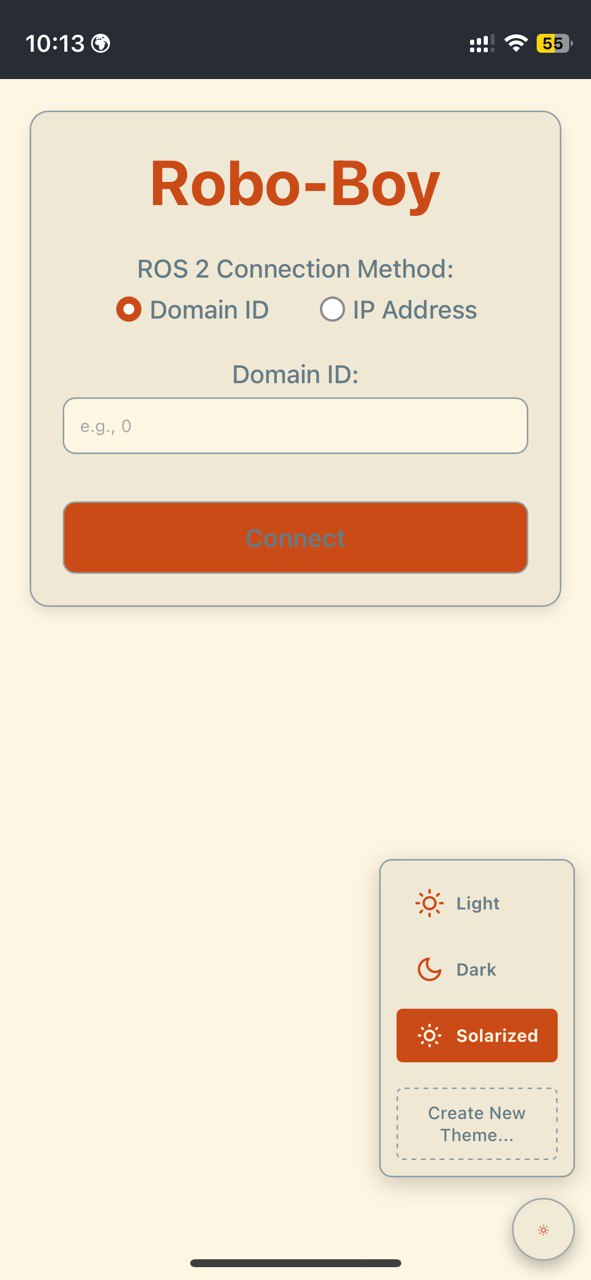 10:13
55
Robo-Boy
ROS 2 Connection Method:
Domain ID
IP Address
Domain ID:
e.g., 0
Connect
Light
Dark
Solarized
Create New
Theme...